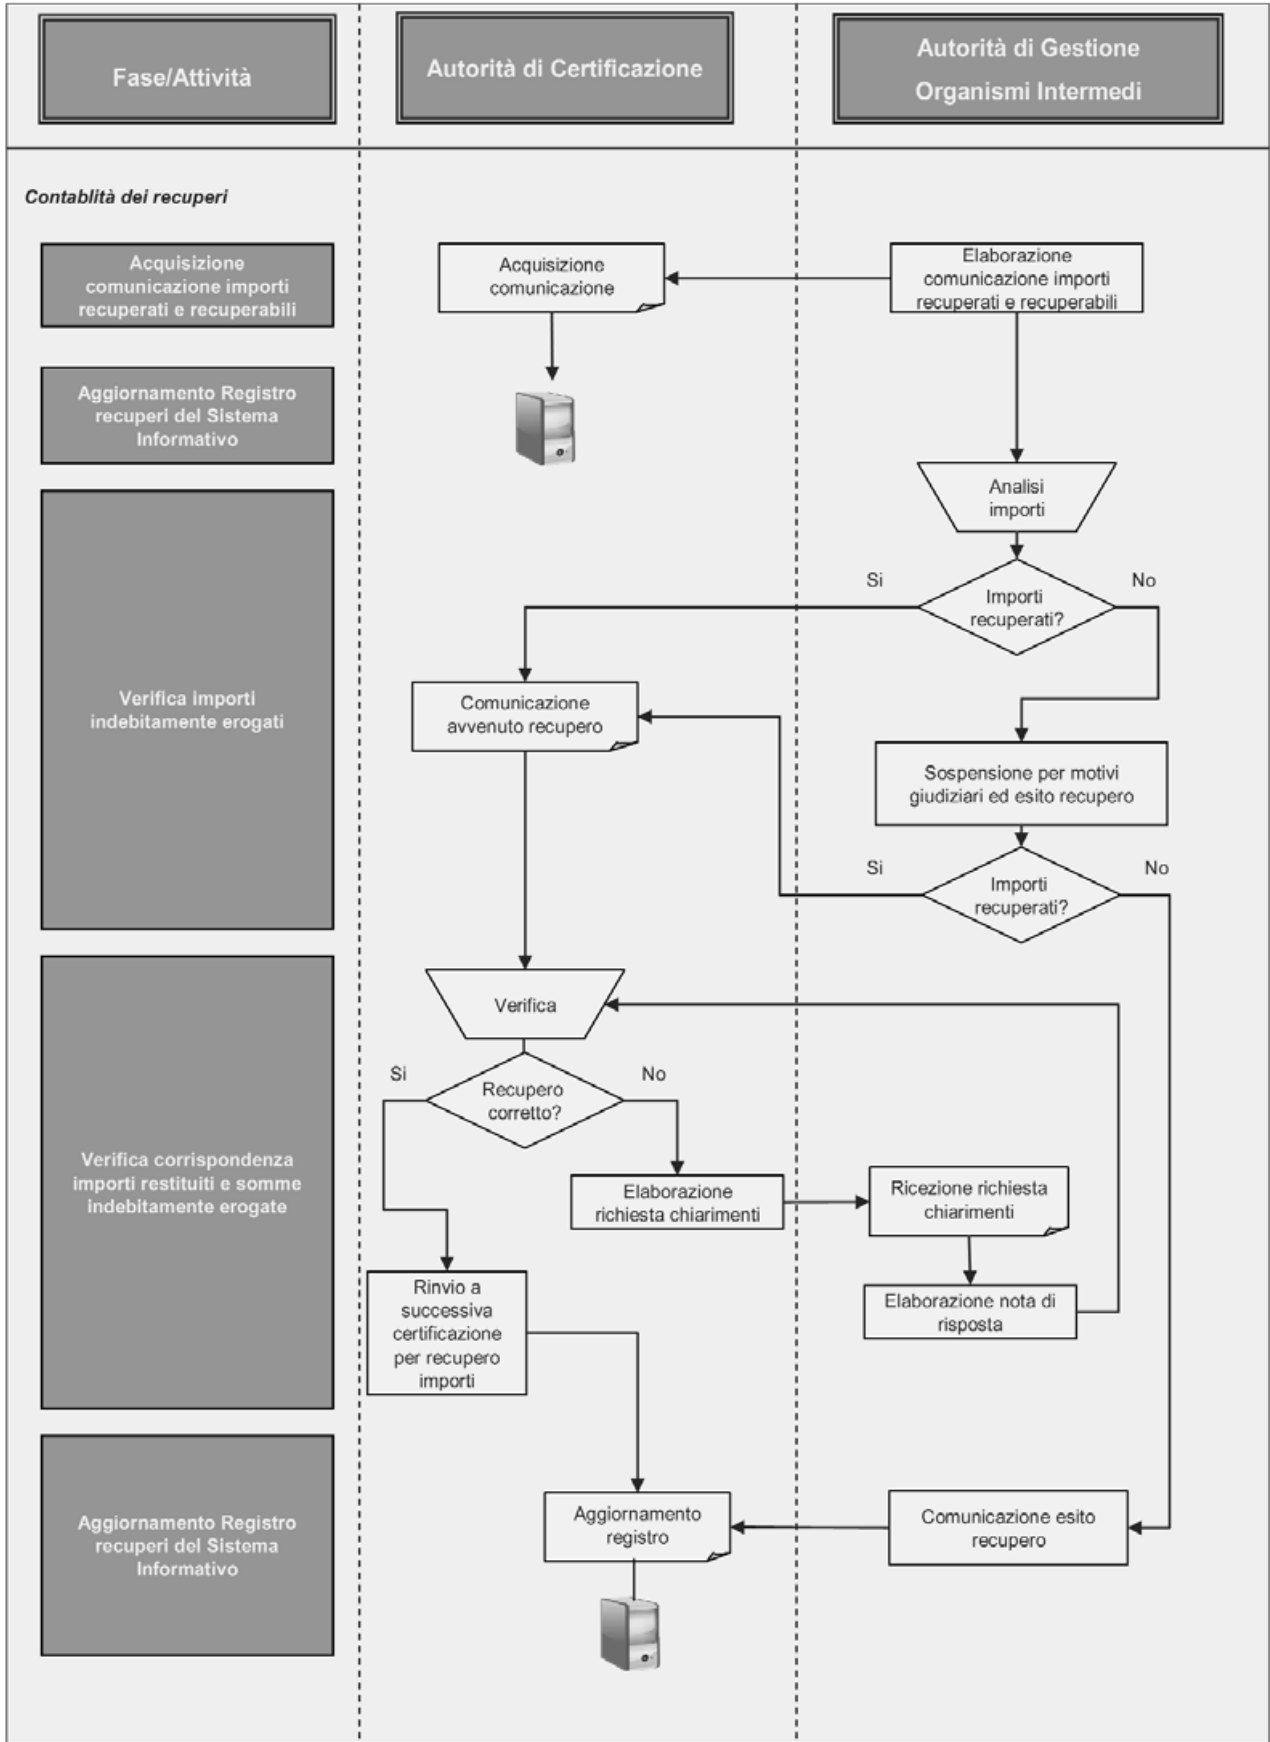 Fase/Attività
Autorità di Certificazione
Autorità di Gestione
Organismi Intermedi
Contablità dei recuperi
Acquisizione
comunicazione importi
recuperati e recuperabili
Acquisizione
comunicazione
Elaborazione
comunicazione importi
recuperati e recuperabili
Aggiornamento Registro
recuperi del Sistema
Informativo
Analisi
importi
Si
No
Importi
recuperati?
Verifica importi
indebitamente erogati
Comunicazione
avvenuto recupero
Sospensione per motivi
giudiziari ed esito recupero
Si
No
Importi
recuperati?
Verifica
Si
No
Recupero
corretto?
Verifica corrispondenza
importi restituiti e somme
indebitamente erogate
Elaborazione
richiesta chiarimenti
Ricezione richiesta
chiarimenti
Elaborazione nota di
risposta
Rinvio a
successiva
certificazione
per recupero
importi
Aggiornamento Registro
recuperi del Sistema
Informativo
Aggiornamento
registro
Comunicazione esito
recupero